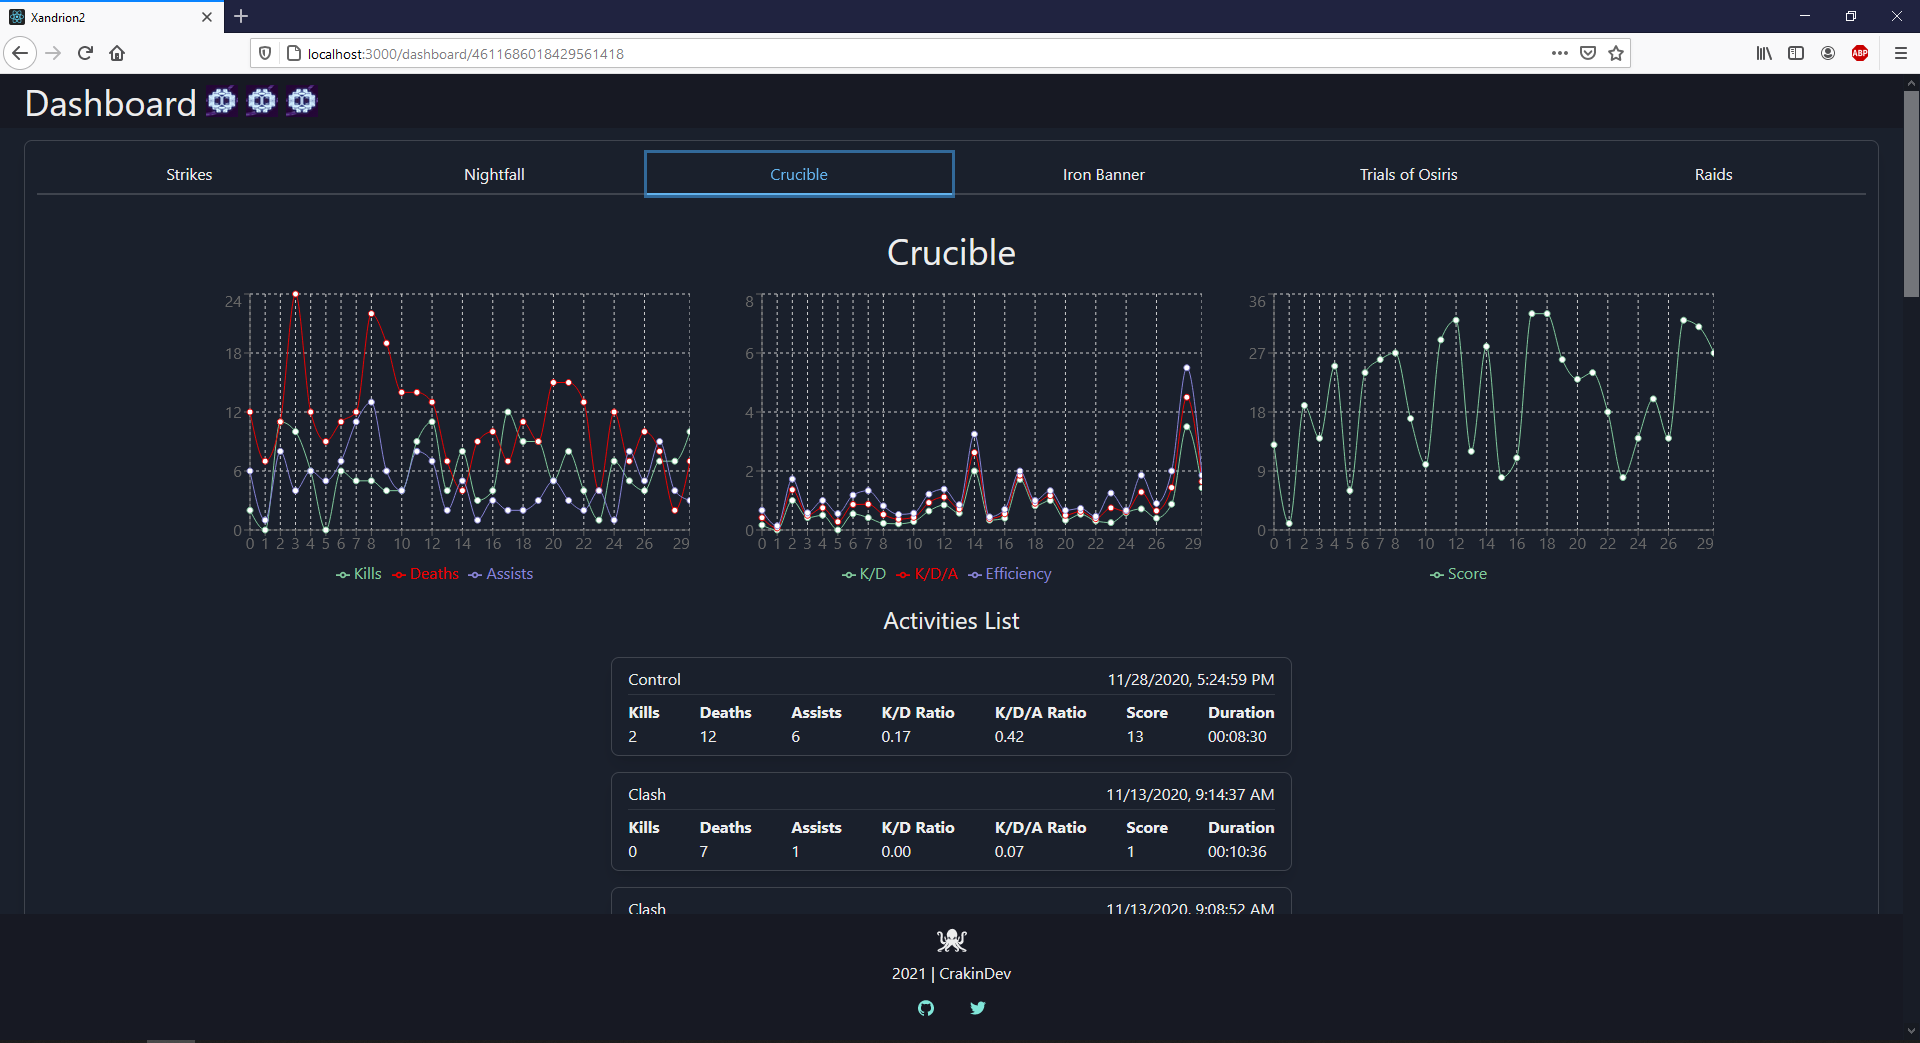 Xandrion2
localhost:3000/dashboard/4611686018429561418
ABP
Dashboard
Strikes Nightfall Crucible Iron Banner Trials of Osiris Raids
Crucible
24
18
12
6
0
0 1 2 3 4 5 6 7 8 10 12 14 16 18 20 22 24 26 29
Kills Deaths Assists
8
6
4
2
0
0 1 2 3 4 5 6 7 8 10 12 14 16 18 20 22 24 26 29
K/D K/D/A Efficiency
36
27
18
9
0
0 1 2 3 4 5 6 7 8 10 12 14 16 18 20 22 24 26 29
Score
Activities List
Control 11/28/2020, 5:24:59 PM
Kills Deaths Assists K/D Ratio K/D/A Ratio Score Duration
2 12 6 0.17 0.42 13 00:08:30
Clash 11/13/2020, 9:14:37 AM
Kills Deaths Assists K/D Ratio K/D/A Ratio Score Duration
0 7 1 0.00 0.07 1 00:10:36
Clash 11/13/2020, 9:08:52 AM
2021 | CrakinDev